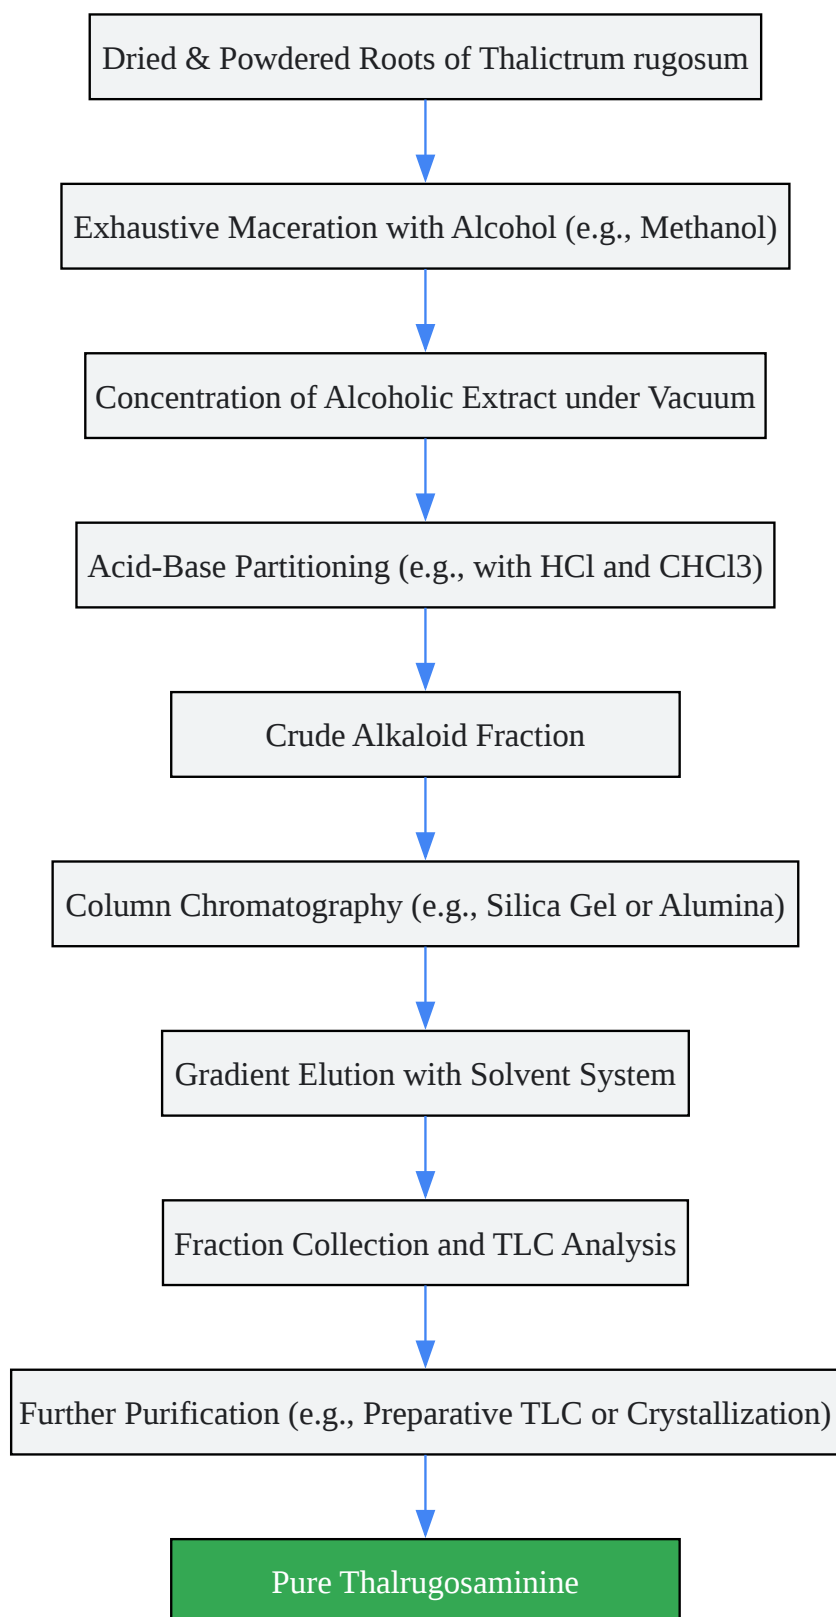 Dried & Powdered Roots of Thalictrum rugosum
Exhaustive Maceration with Alcohol (e.g., Methanol)
Concentration of Alcoholic Extract under Vacuum
Acid-Base Partitioning (e.g., with HCl and CHCl3)
Crude Alkaloid Fraction
Column Chromatography (e.g., Silica Gel or Alumina)
Gradient Elution with Solvent System
Fraction Collection and TLC Analysis
Further Purification (e.g., Preparative TLC or Crystallization)
Pure Thalrugosaminine